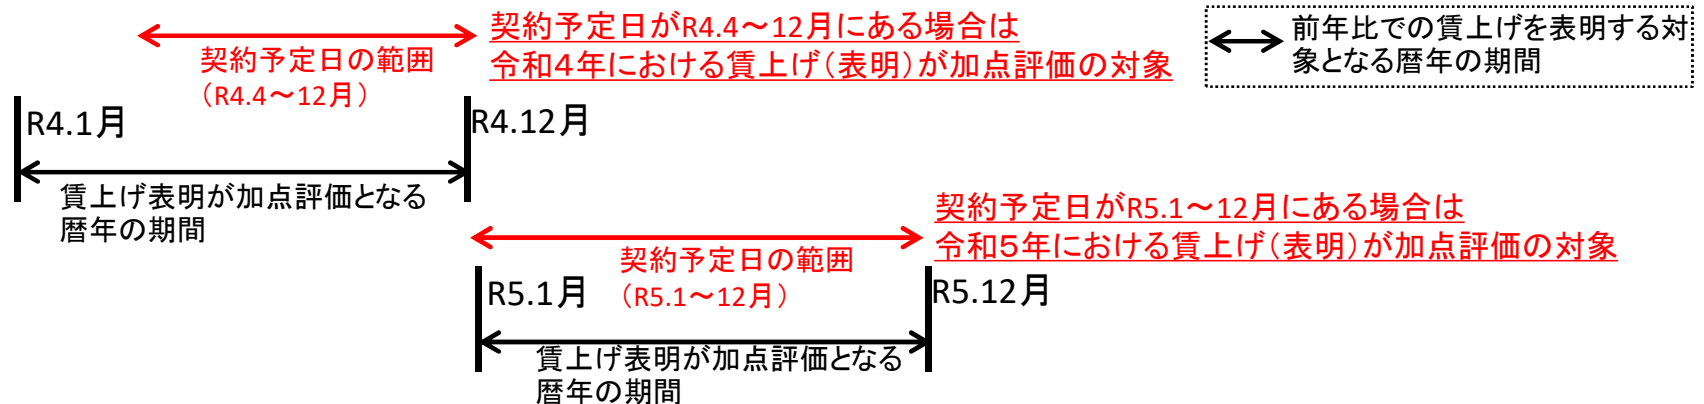 契約予定日がR4.4～12月にある場合は
令和４年における賃上げ（表明）が加点評価の対象
前年比での賃上げを表明する対
象となる暦年の期間
契約予定日の範囲
（R4.4～12月）
R4.1月
R4.12月
賃上げ表明が加点評価となる
暦年の期間
契約予定日がR5.1～12月にある場合は
令和５年における賃上げ（表明）が加点評価の対象
契約予定日の範囲
（R5.1～12月）
R5.1月
R5.12月
賃上げ表明が加点評価となる
暦年の期間